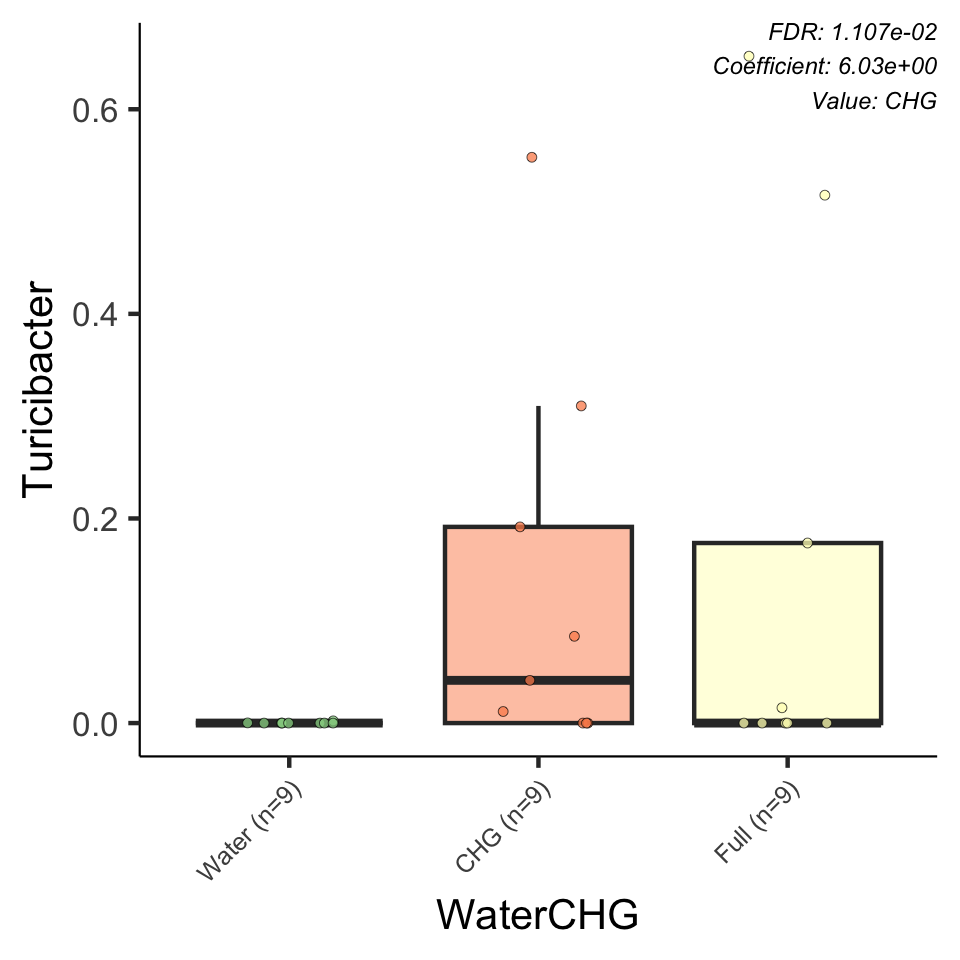 FDR: 1.107e-02
Coefficient: 6.03e+00
Value: CHG
Turicibacter
0.6
0.4
0.2
0.0
Water (n=9)
CHG (n=9)
Full (n=9)
WaterCHG